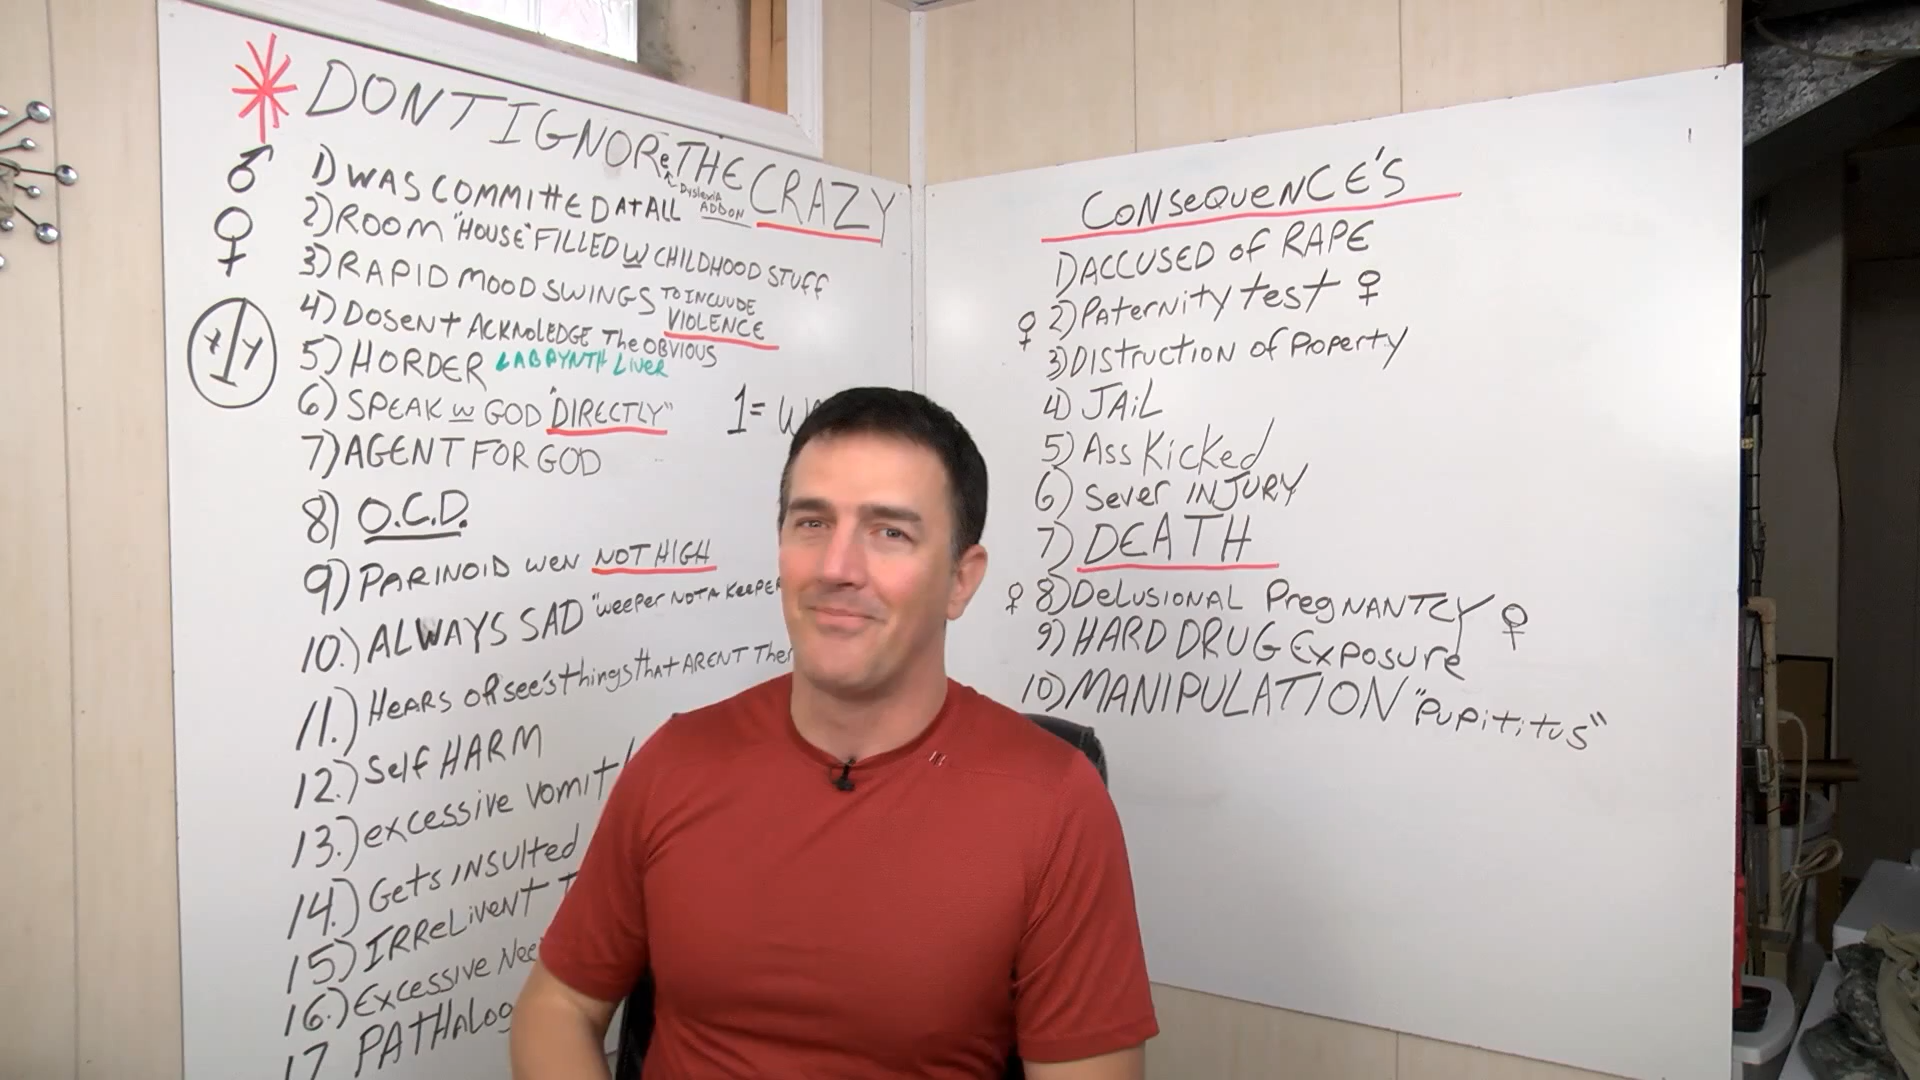 DONT IGNORe THE CRAZY
Dyslexia
ADDON
1) WAS COMMITTED At ALL
2) ROOM "HOUSE" FILLED W CHILDHOOD STUFF
3) RAPID MOOD SWINGS TO INCLUDE
VIOLENCE
4) DOSENt ACKNOLEDGE The OBVIOUS
5) HORDER LABRYNTH LIVER
6) SPEAK W GOD "DIRECTLY"
7) AGENT FOR GOD
8) O.C.D.
9) PARINOID WEN NOT HIGH
10.) ALWAYS SAD "WeePeR NOT A KeePeR
11.) HeARS OR see's things that ARENT
12.) Self HARM
13.) excessive VOMIt
14.) Gets INSULted
15) IRReLiveNT
16.) Excessive
17
x/y
1=
CONSeQUeNCE'S
1) ACCUSED of RAPE
2) PAteRNity test ♀
3) DIStRUCTION of PRoPeRty
4) JAiL
5) Ass Kicked
6) SeveR INJURY
7) DEATH
8) DeLUSIONAL PRegNANTCY ♀
9) HARD DRUG ExPOSURe
10) MANIPULATION "PUPitituS"